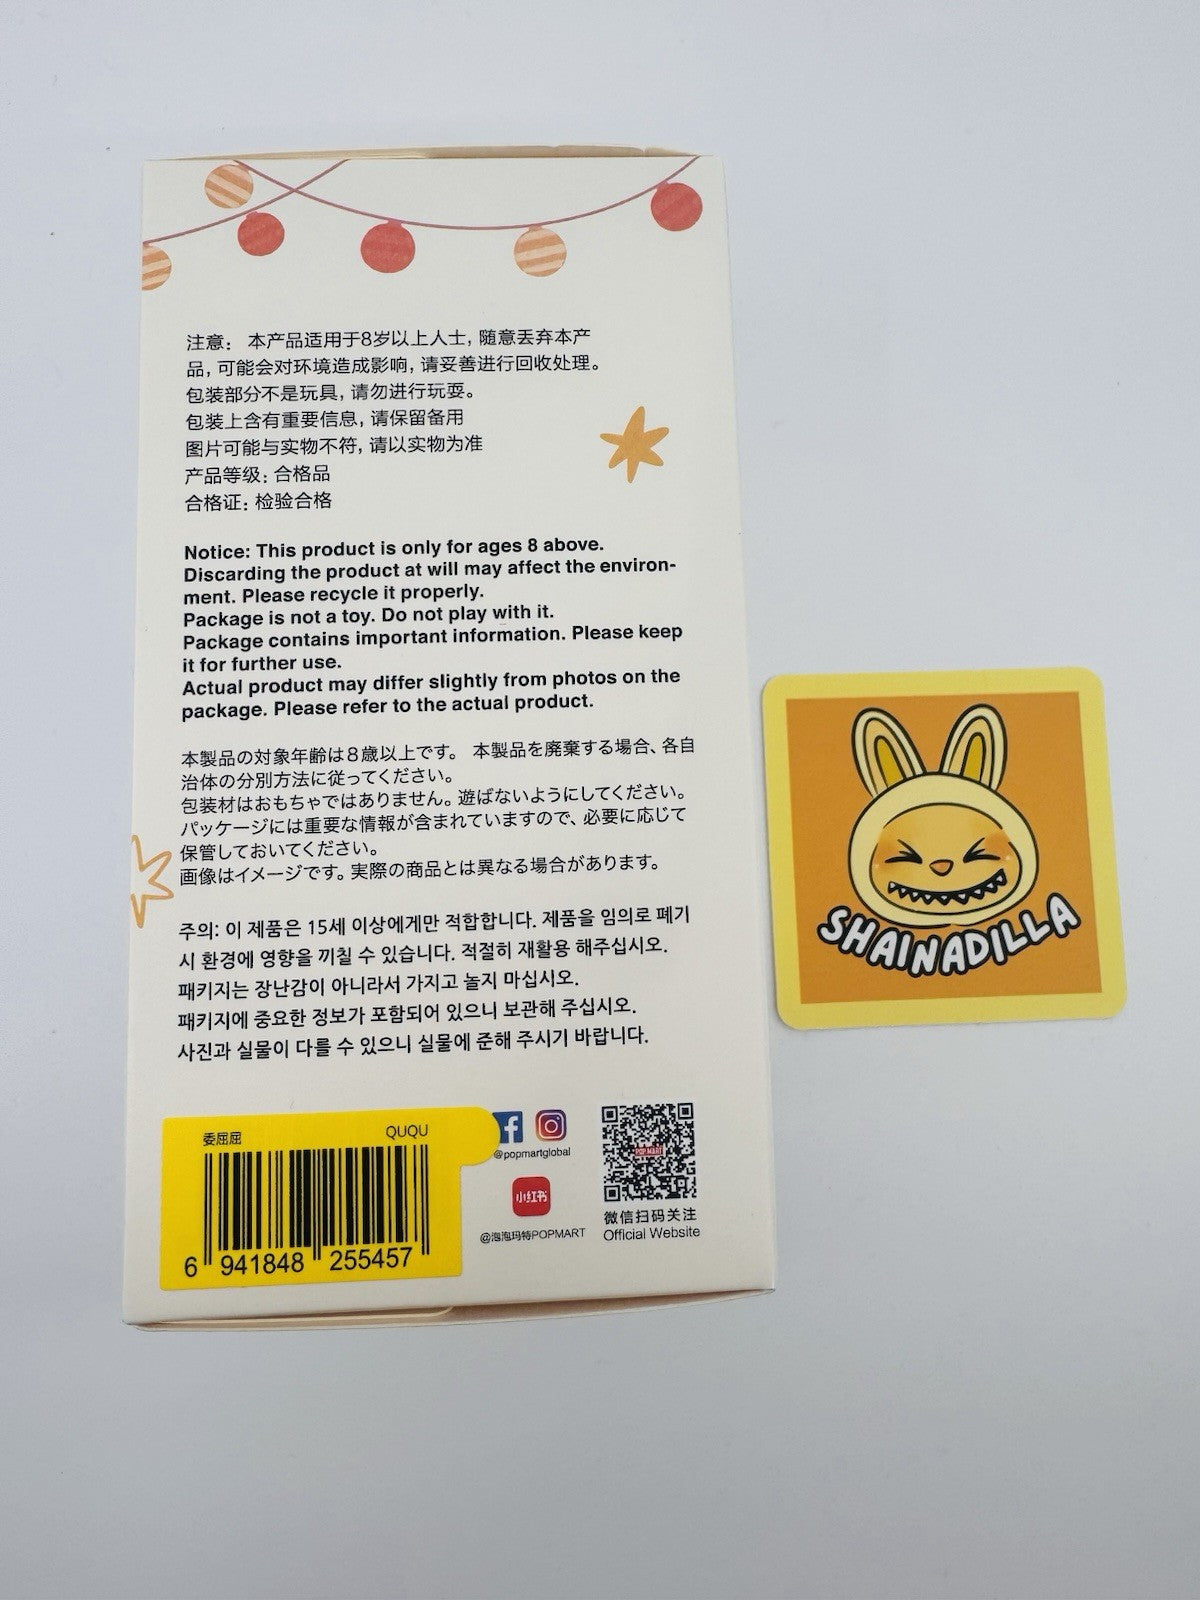 注意： 本产品适用于8岁以上人士, 随意丢弃本产
品, 可能会对环境造成影响, 请妥善进行回收处理。
包装部分不是玩具, 请勿进行玩耍。
包装上含有重要信息, 请保留备用
图片可能与实物不符, 请以实物为准
产品等级: 合格品
合格证: 检验合格
Notice: This product is only for ages 8 above.
Discarding the product at will may affect the environ-
ment. Please recycle it properly.
Package is not a toy. Do not play with it.
Package contains important information. Please keep
it for further use.
Actual product may differ slightly from photos on the
package. Please refer to the actual product.
本製品の対象年齢は8歳以上です。 本製品を廃棄する場合、各自
治体の分別方法に従ってください。
包装材はおもちゃではありません。遊ばないようにしてください。
パッケージには重要な情報が含まれていますので、必要に応じて
保管しておいてください。
画像はイメージです。実際の商品とは異なる場合があります。
주의: 이 제품은 15세 이상에게만 적합합니다. 제품을 임의로 폐기
시 환경에 영향을 끼칠 수 있습니다. 적절히 재활용 해주십시오.
패키지는 장난감이 아니라서 가지고 놀지 마십시오.
패키지에 중요한 정보가 포함되어 있으니 보관해 주십시오.
사진과 실물이 다를 수 있으니 실물에 준해 주시기 바랍니다.
委屈屈 QUQU
6 941848 255457
@popmartglobal
小红书
@泡泡玛特POPMART
POP MART
微信扫码关注
Official Website
SHAINADILLA